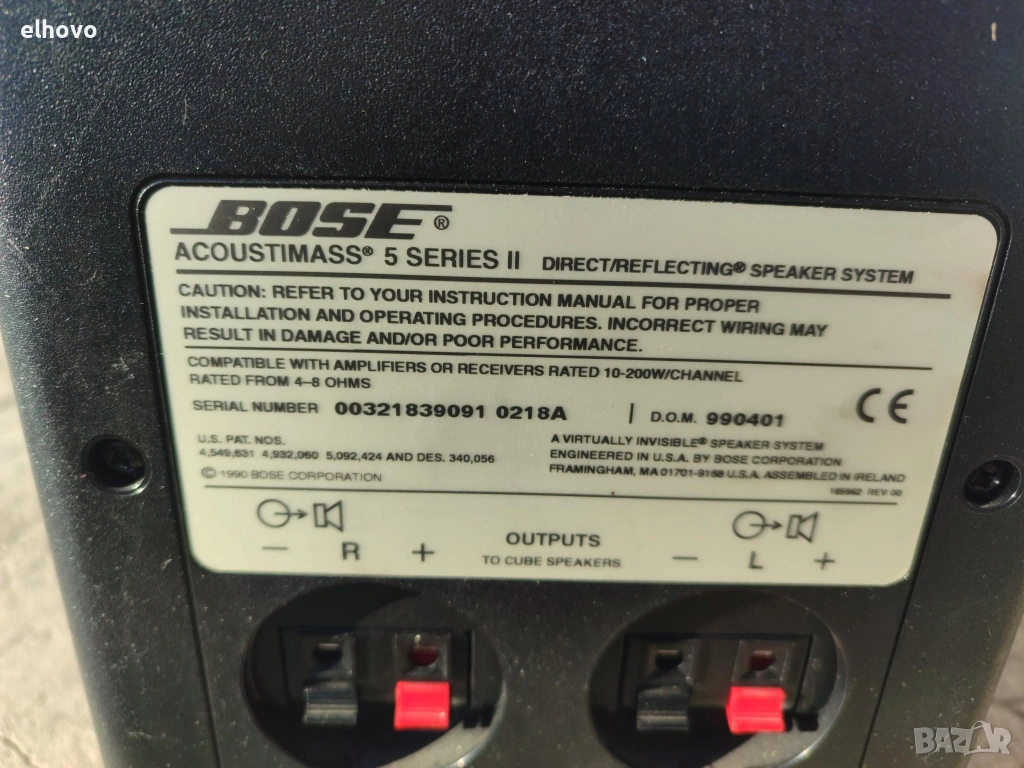 elhovo
BOSE®
ACOUSTIMASS® 5 SERIES II DIRECT/REFLECTING® SPEAKER SYSTEM
CAUTION: REFER TO YOUR INSTRUCTION MANUAL FOR PROPER
INSTALLATION AND OPERATING PROCEDURES. INCORRECT WIRING MAY
RESULT IN DAMAGE AND/OR POOR PERFORMANCE.
COMPATIBLE WITH AMPLIFIERS OR RECEIVERS RATED 10-200W/CHANNEL
RATED FROM 4–8 OHMS
CE
SERIAL NUMBER 00321839091 0218A | D.O.M. 990401
U.S. PAT. NOS.
4,549,631 4,932,060 5,092,424 AND DES. 340,056
© 1990 BOSE CORPORATION
A VIRTUALLY INVISIBLE® SPEAKER SYSTEM
ENGINEERED IN U.S.A. BY BOSE CORPORATION
FRAMINGHAM, MA 01701-9168 U.S.A. ASSEMBLED IN IRELAND
185962 REV 00
− R +
OUTPUTS
TO CUBE SPEAKERS
− L +
BAZAR